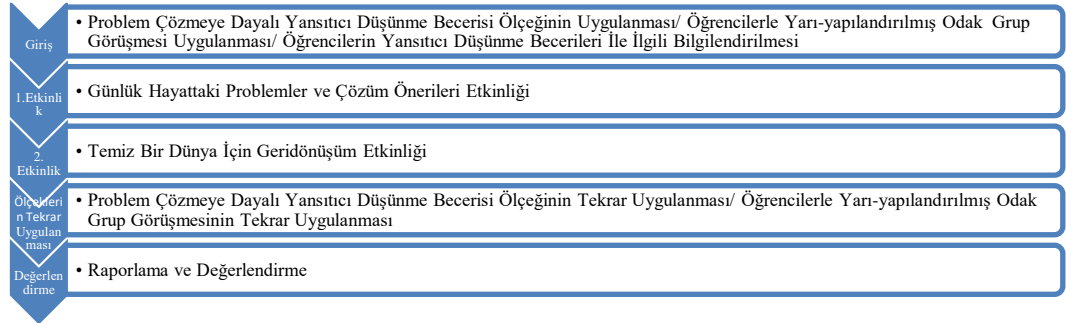 Giriş
• Problem Çözmeye Dayalı Yansıtıcı Düşünme Becerisi Ölçeğinin Uygulanması/ Öğrencilerle Yarı-yapılandırılmış Odak Grup
Görüşmesi Uygulanması/ Öğrencilerin Yansıtıcı Düşünme Becerileri İle İlgili Bilgilendirilmesi
1.Etkinli
k
• Günlük Hayattaki Problemler ve Çözüm Önerileri Etkinliği
2.
Etkinlik
• Temiz Bir Dünya İçin Geridönüşüm Etkinliği
Ölçekleri
n Tekrar
Uygulan
ması
• Problem Çözmeye Dayalı Yansıtıcı Düşünme Becerisi Ölçeğinin Tekrar Uygulanması/ Öğrencilerle Yarı-yapılandırılmış Odak
Grup Görüşmesinin Tekrar Uygulanması
Değerlen
dirme
• Raporlama ve Değerlendirme